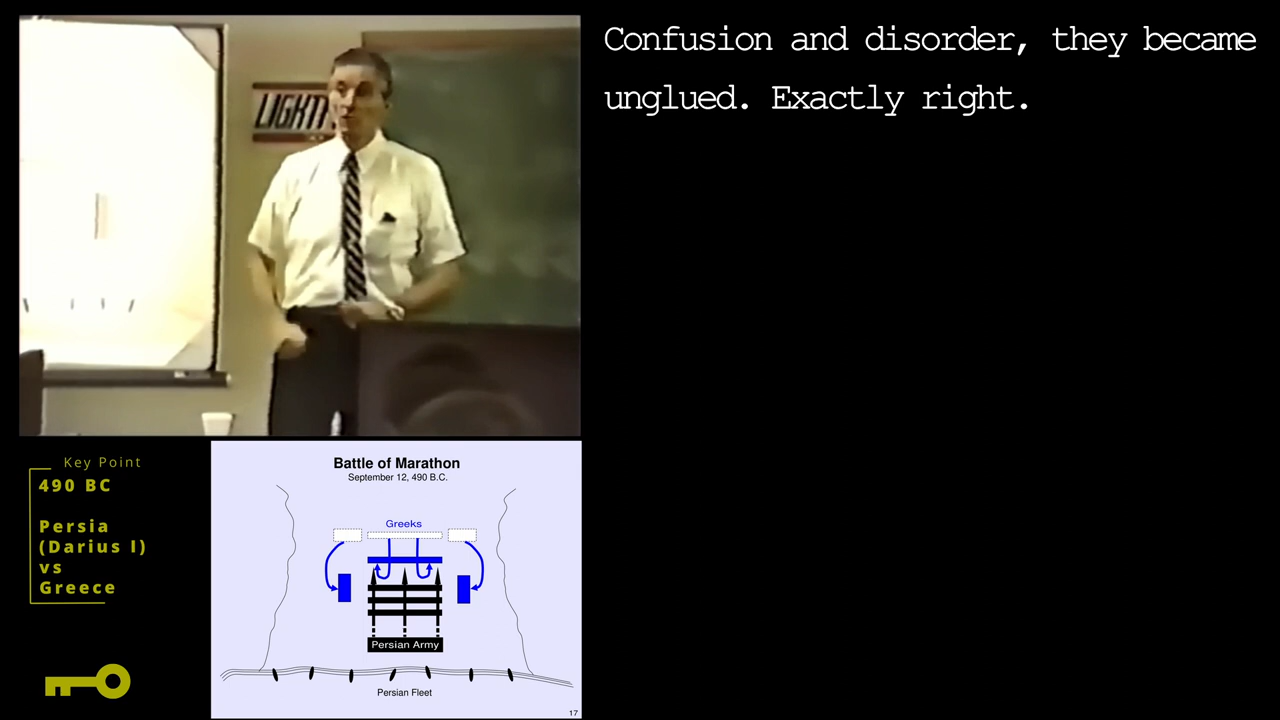 Confusion and disorder, they became
unglued. Exactly right.
Key Point
490 BC
Persia
(Darius I)
vs
Greece
Battle of Marathon
September 12, 490 B.C.
Greeks
Persian Army
Persian Fleet
17